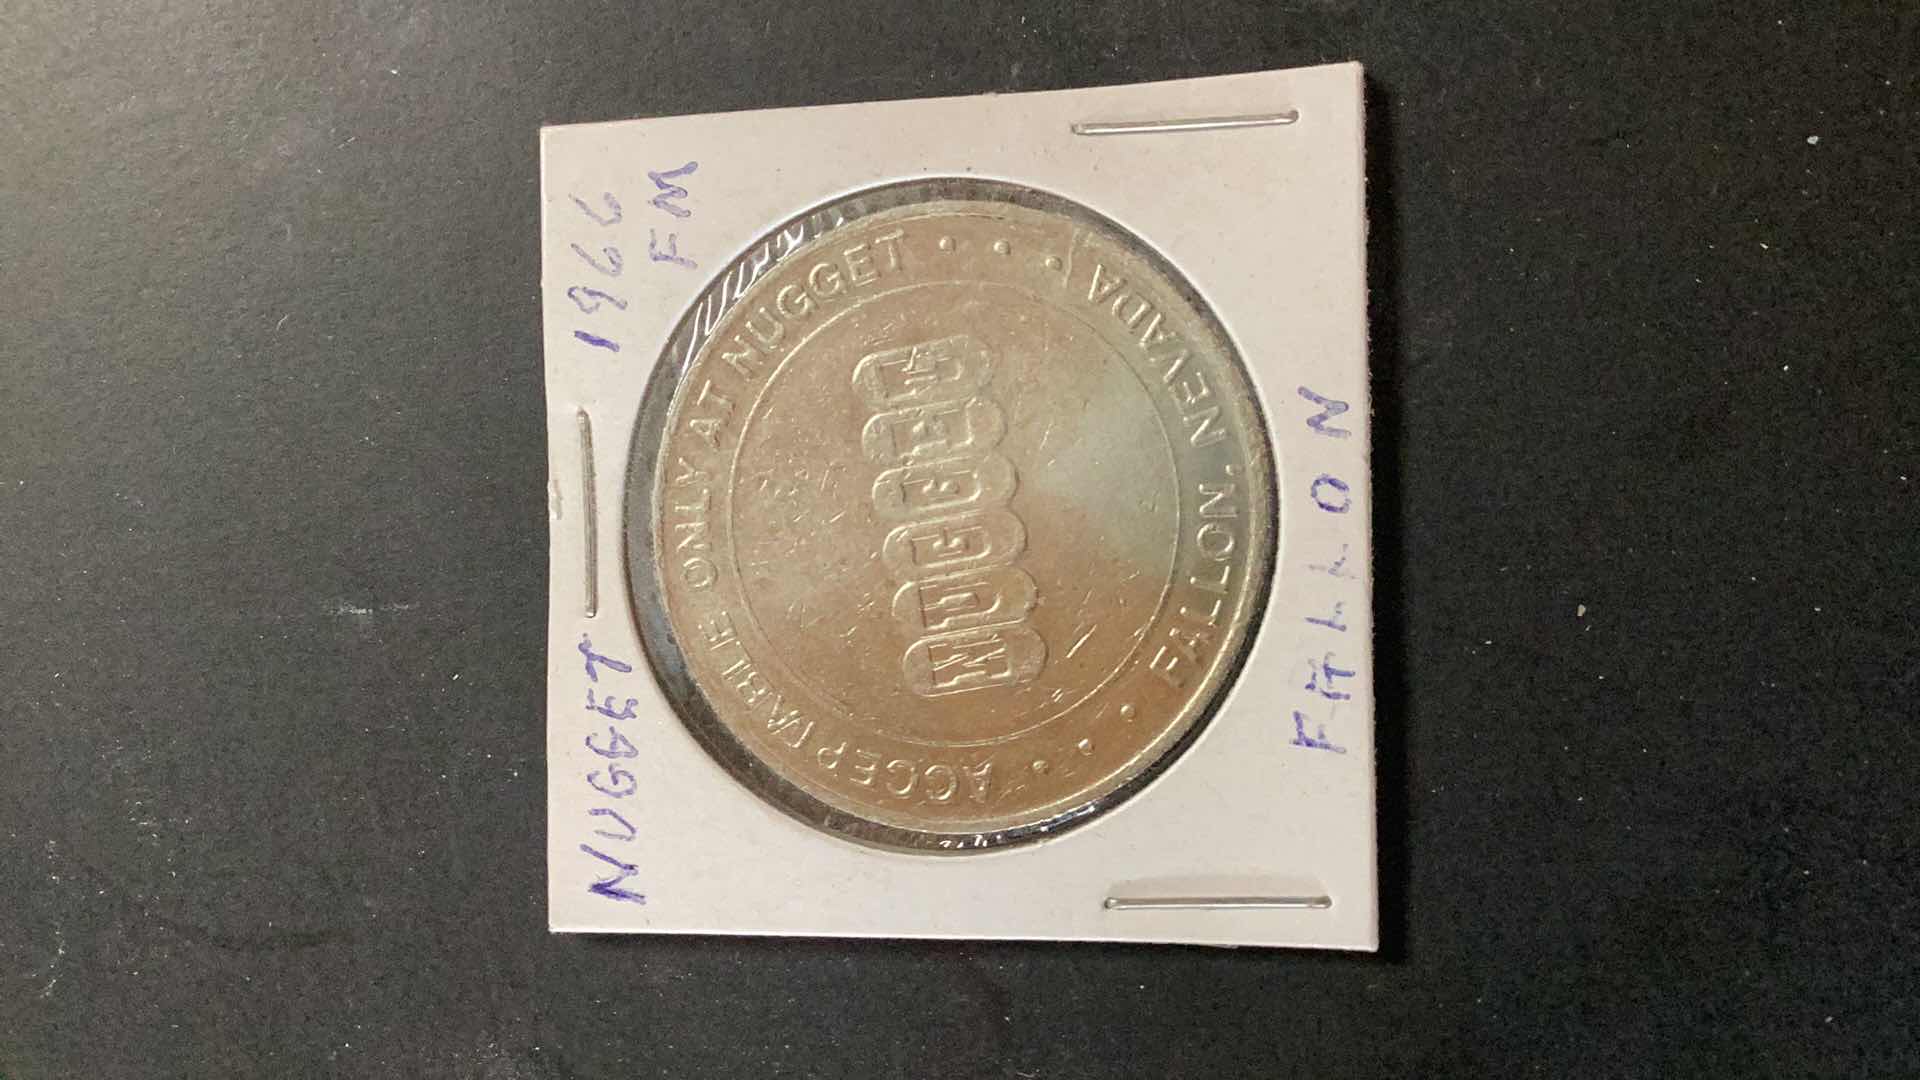 NUGGET 1966
FM
ACCEPTABLE ONLY AT NUGGET
NUGGET
FALLON, NEVADA
FALLON